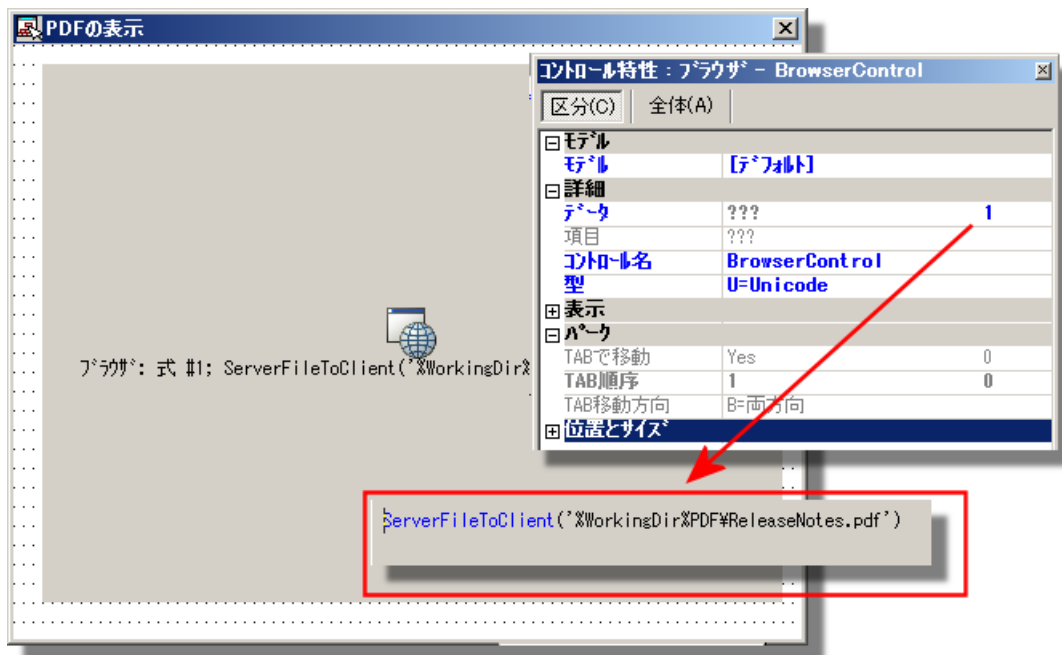 PDFの表示
コントロール特性：ブラウザ - BrowserControl
区分(C) 全体(A)
モデル
モデル [デフォルト]
詳細
データ ??? 1
項目 ???
コントロール名 BrowserControl
型 U=Unicode
表示
パーク
TABで移動 Yes 0
TAB順序 1 0
TAB移動方向 B=両方向
位置とサイズ
ブラウザ: 式 #1; ServerFileToClient('%WorkingDir%
ServerFileToClient('%WorkingDir%PDF¥ReleaseNotes.pdf')